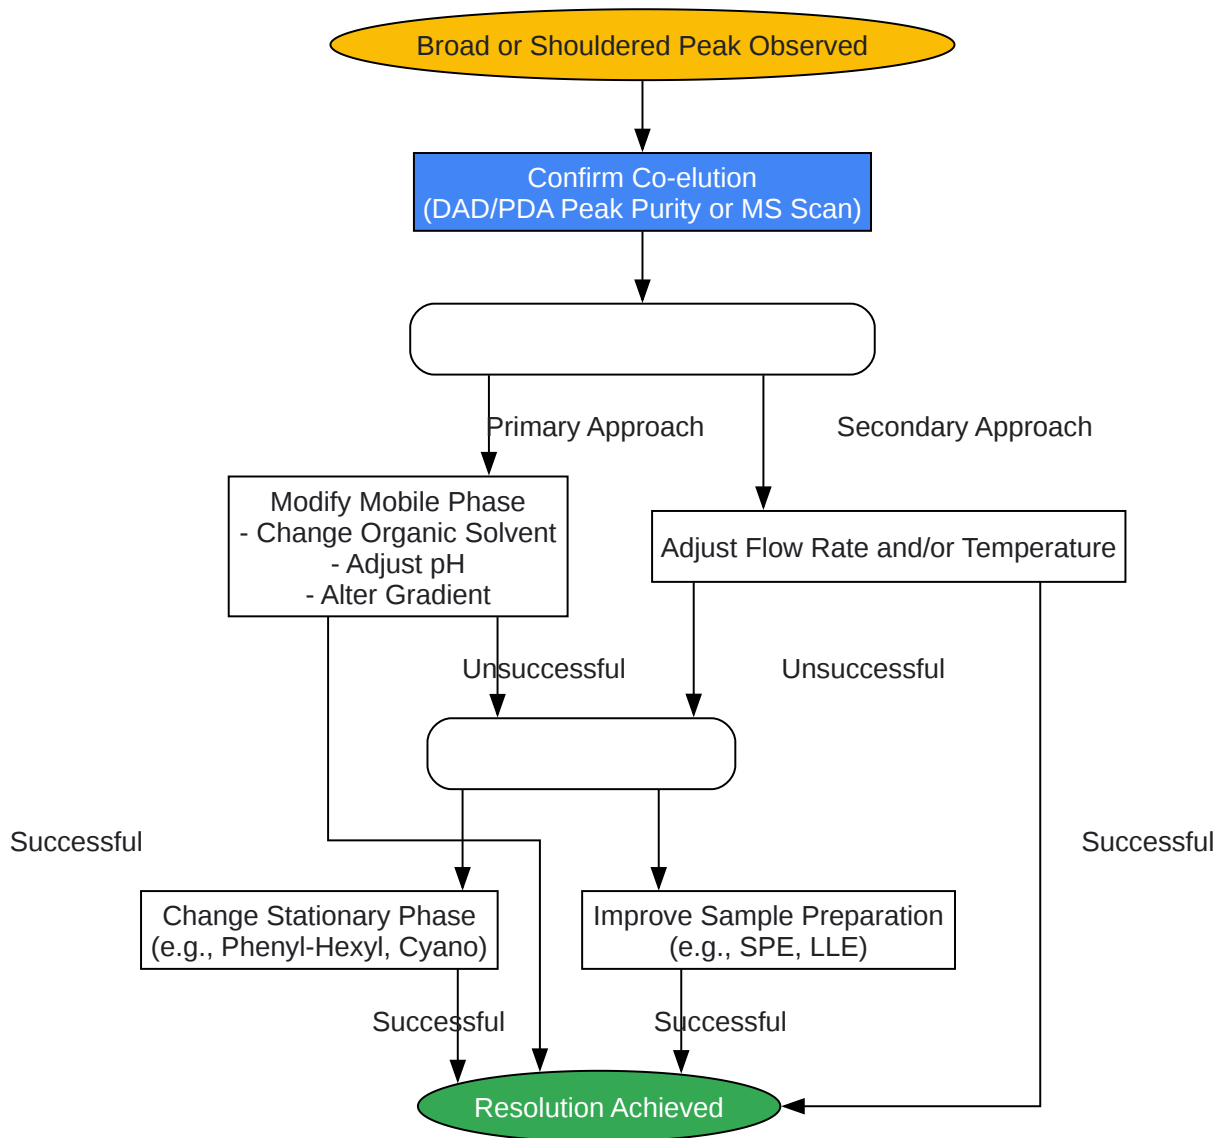 Broad or Shouldered Peak Observed
Confirm Co-elution
(DAD/PDA Peak Purity or MS Scan)
Primary Approach
Secondary Approach
Modify Mobile Phase
- Change Organic Solvent
- Adjust pH
- Alter Gradient
Adjust Flow Rate and/or Temperature
Unsuccessful
Unsuccessful
Successful
Successful
Change Stationary Phase
(e.g., Phenyl-Hexyl, Cyano)
Improve Sample Preparation
(e.g., SPE, LLE)
Successful
Successful
Resolution Achieved